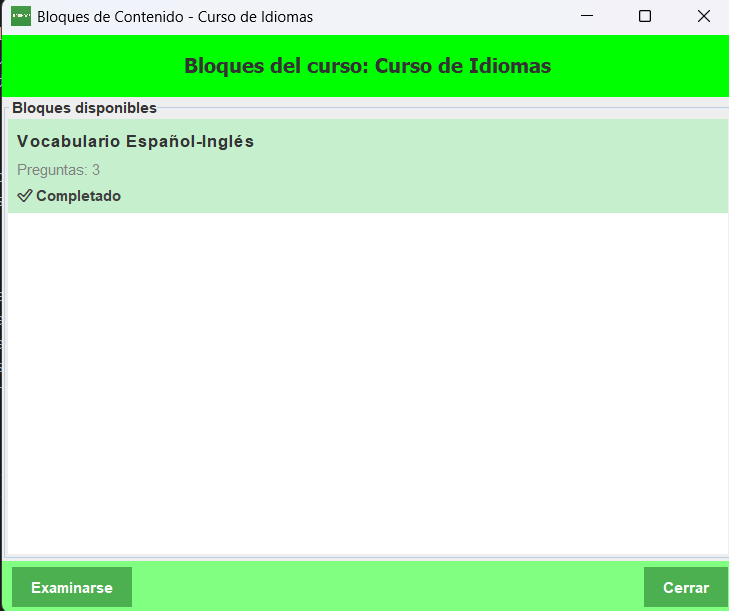 Bloques de Contenido - Curso de Idiomas
Bloques del curso: Curso de Idiomas
Bloques disponibles
Vocabulario Español-Inglés
Preguntas: 3
Completado
Examinarse
Cerrar